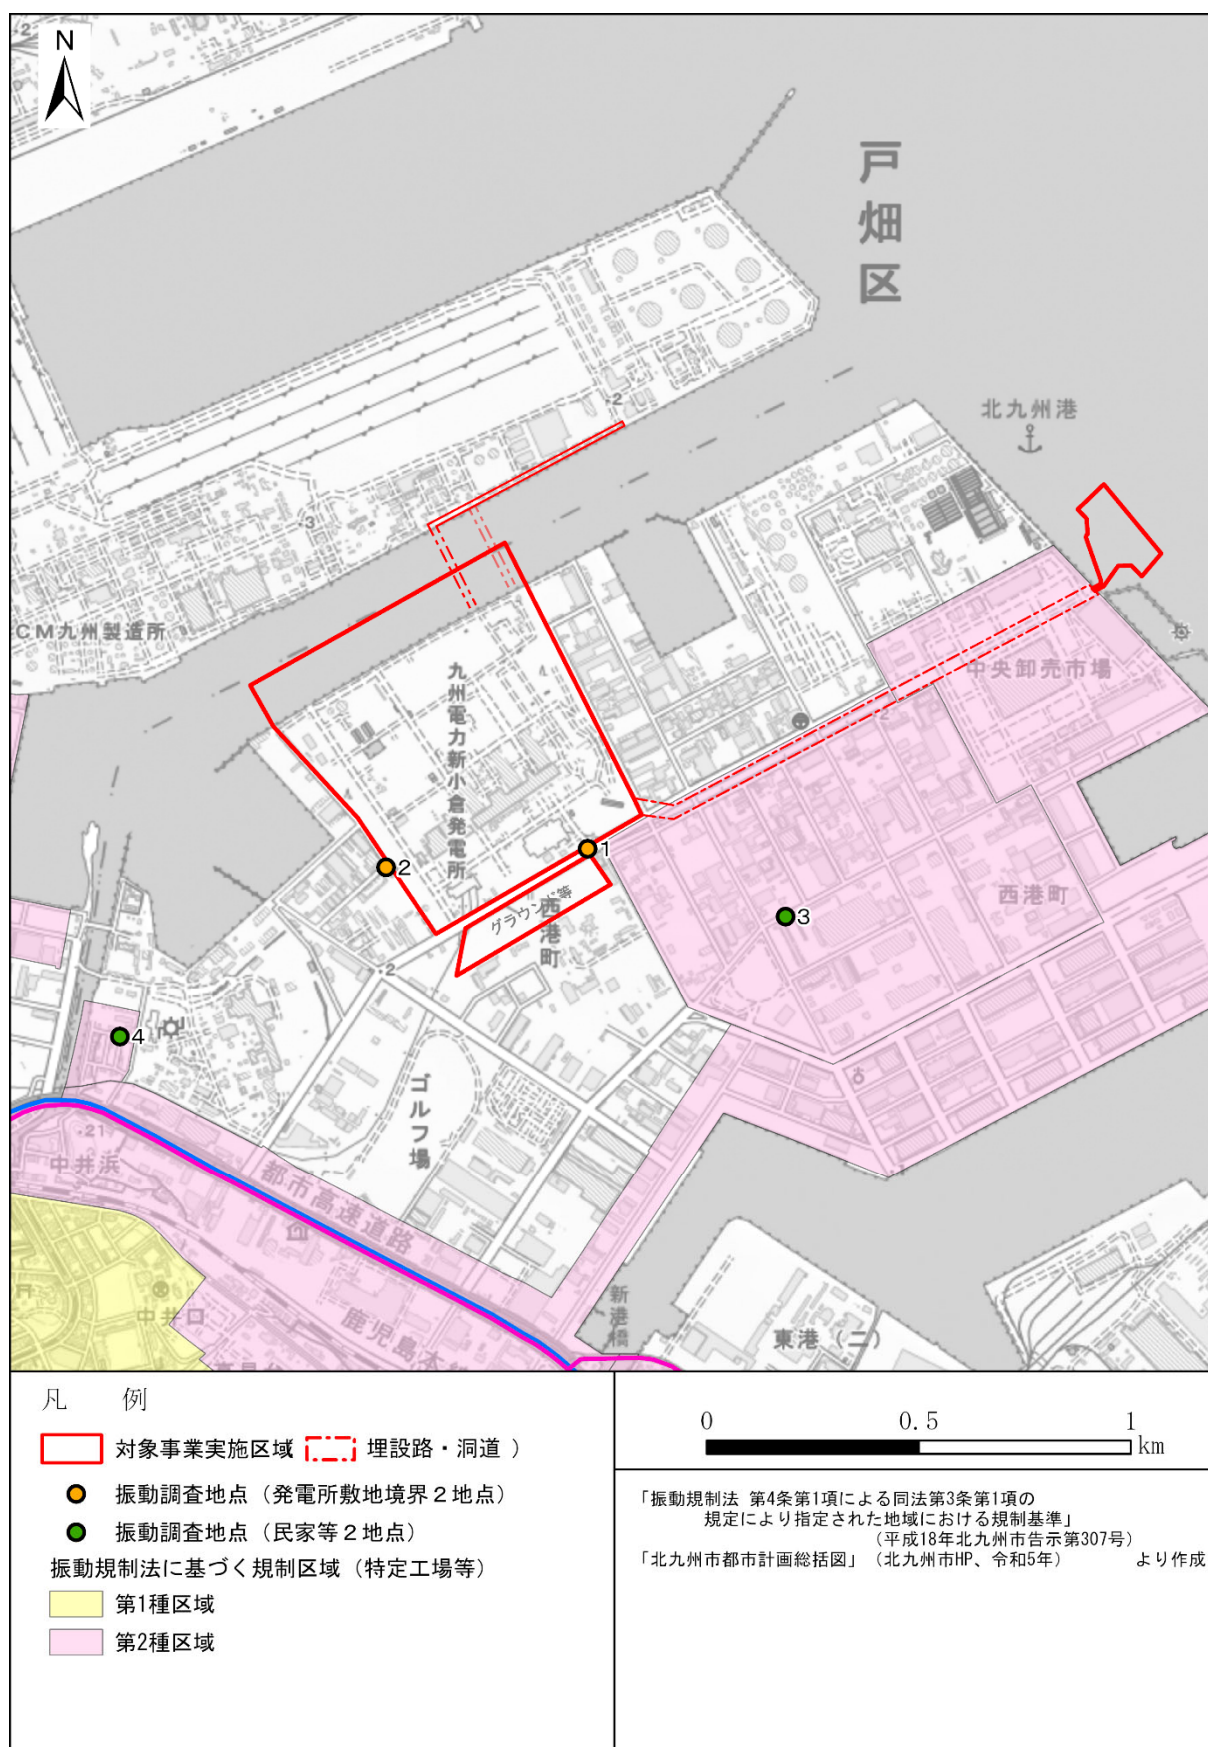 N
戸畑区
北九州港
2
2
3
CM九州製造所
九州電力新小倉発電所
中央卸売市場
2
1
2
グラウンド等
西港町
西港町
3
2
4
ゴルフ場
21
中井浜
都市高速道路
中井口
鹿児島本線
新港橋
東港(二)
凡 例
対象事業実施区域( 埋設路・洞道 )
振動調査地点(発電所敷地境界2地点)
振動調査地点(民家等2地点)
振動規制法に基づく規制区域(特定工場等)
第1種区域
第2種区域
0 0.5 1
km
「振動規制法 第4条第1項による同法第3条第1項の
規定により指定された地域における規制基準」
(平成18年北九州市告示第307号)
「北九州市都市計画総括図」(北九州市HP、令和5年) より作成